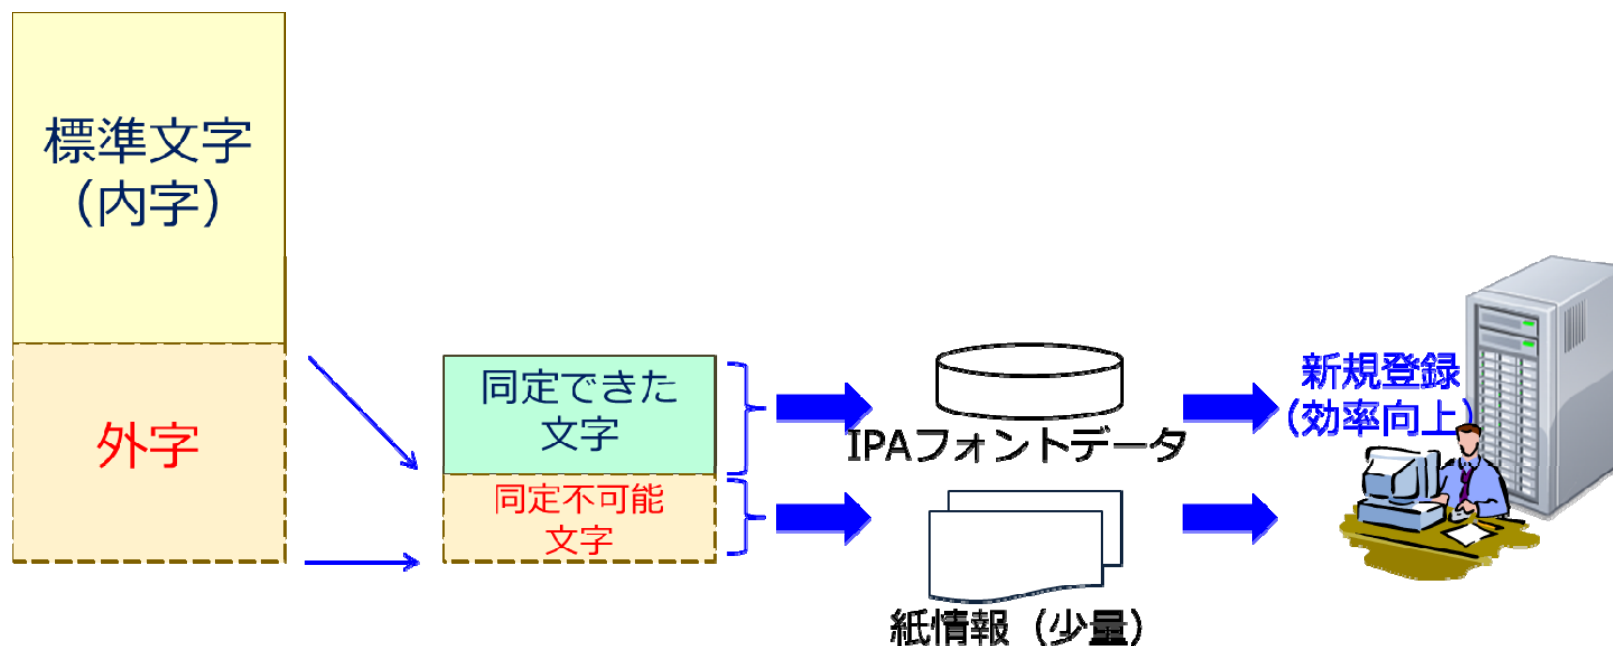 標準文字
（内字）
外字
同定できた
文字
同定不可能
文字
IPAフォントデータ
紙情報（少量）
新規登録
（効率向上）